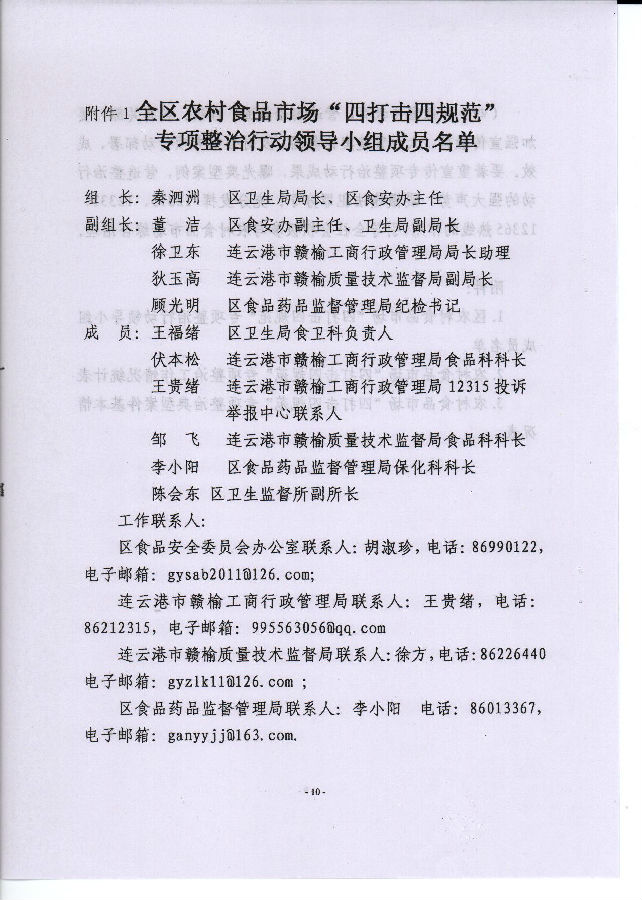 附件 1 全区农村食品市场“四打击四规范”
专项整治行动领导小组成员名单
组　长：秦泗洲　区卫生局局长、区食安办主任
副组长：董　洁　区食安办副主任、卫生局副局长
徐卫东　连云港市赣榆工商行政管理局局长助理
狄玉高　连云港市赣榆质量技术监督局副局长
顾光明　区食品药品监督管理局纪检书记
成　员：王福绪　区卫生局食卫科负责人
伏本松　连云港市赣榆工商行政管理局食品科科长
王贵绪　连云港市赣榆工商行政管理局 12315 投诉
举报中心联系人
邹　飞　连云港市赣榆质量技术监督局食品科科长
李小阳　区食品药品监督管理局保化科科长
陈会东 区卫生监督所副所长
工作联系人：
区食品安全委员会办公室联系人：胡淑珍，电话：86990122，
电子邮箱：gysab2011@126.com;
连云港市赣榆工商行政管理局联系人：王贵绪，电话：
86212315，电子邮箱：995563056@qq.com
连云港市赣榆质量技术监督局联系人：徐方，电话：86226440
电子邮箱：gyzlk11@126.com ;
区食品药品监督管理局联系人：李小阳　电话：86013367，
电子邮箱：ganyyjj@163.com.
-10-